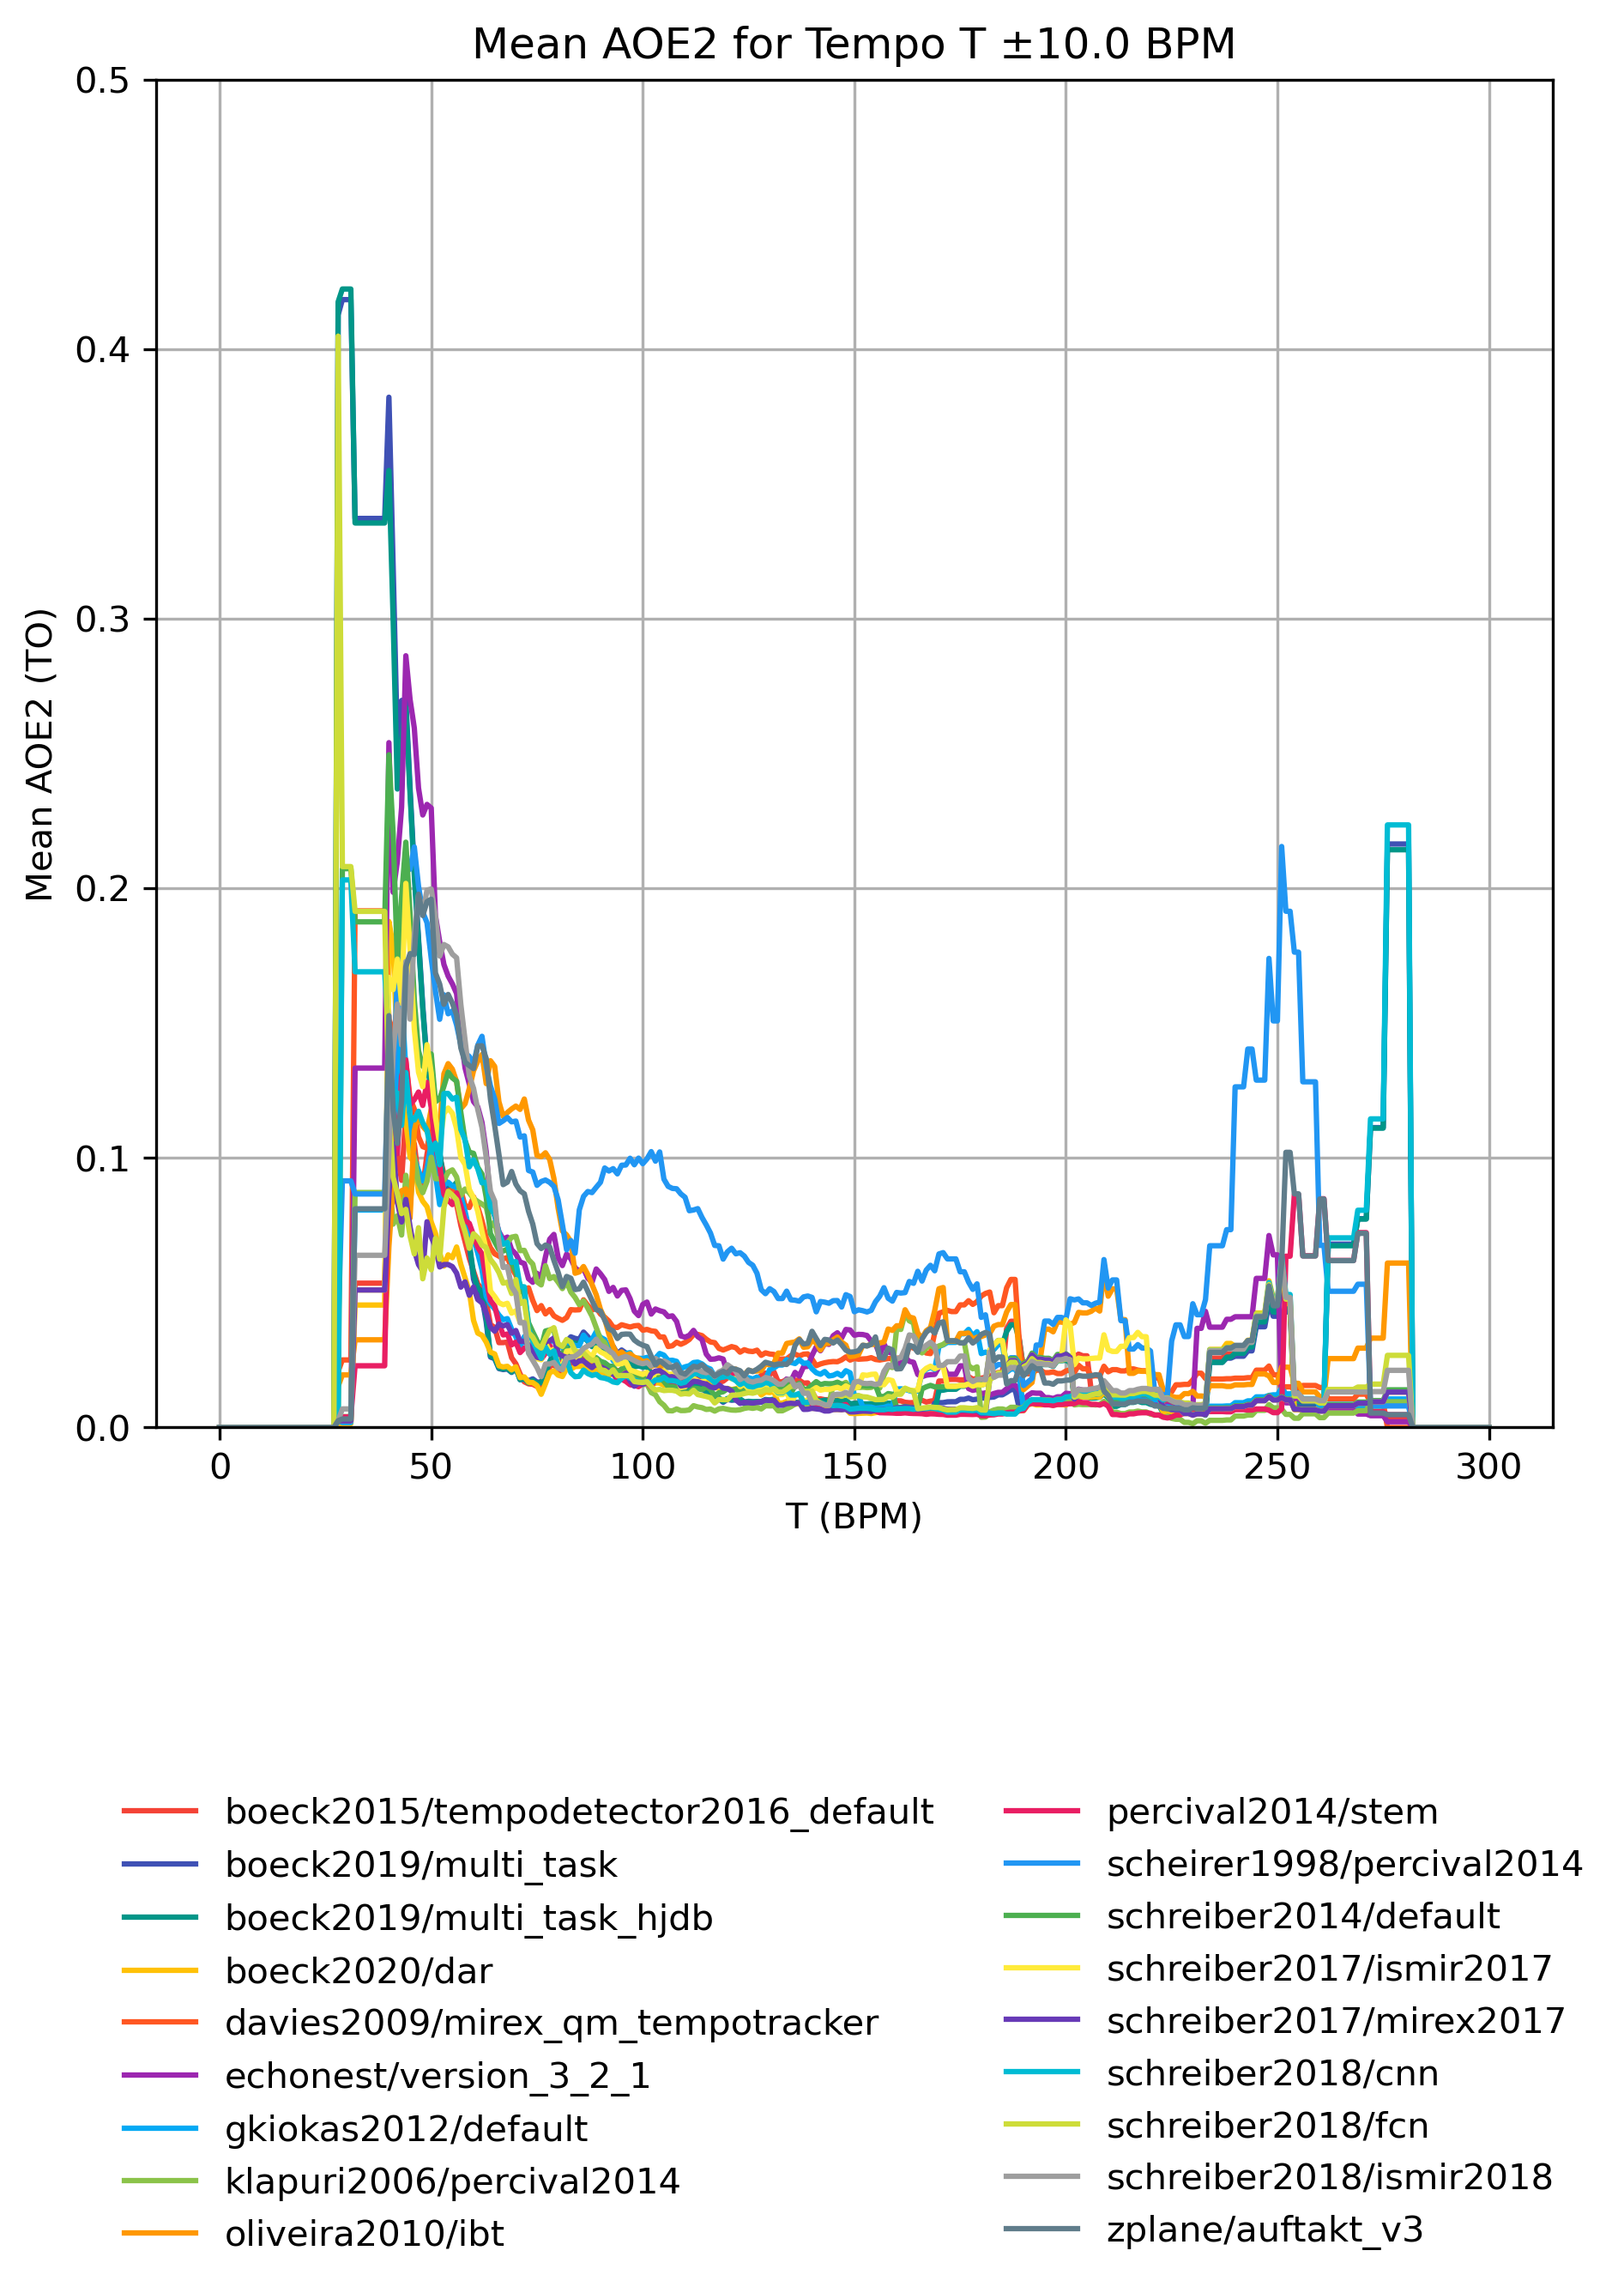 Mean AOE2 for Tempo T ±10.0 BPM
0.5
0.4
0.3
0.2
0.1
0.0
Mean AOE2 (TO)
0 50 100 150 200 250 300
T (BPM)
boeck2015/tempodetector2016_default
boeck2019/multi_task
boeck2019/multi_task_hjdb
boeck2020/dar
davies2009/mirex_qm_tempotracker
echonest/version_3_2_1
gkiokas2012/default
klapuri2006/percival2014
oliveira2010/ibt
percival2014/stem
scheirer1998/percival2014
schreiber2014/default
schreiber2017/ismir2017
schreiber2017/mirex2017
schreiber2018/cnn
schreiber2018/fcn
schreiber2018/ismir2018
zplane/auftakt_v3